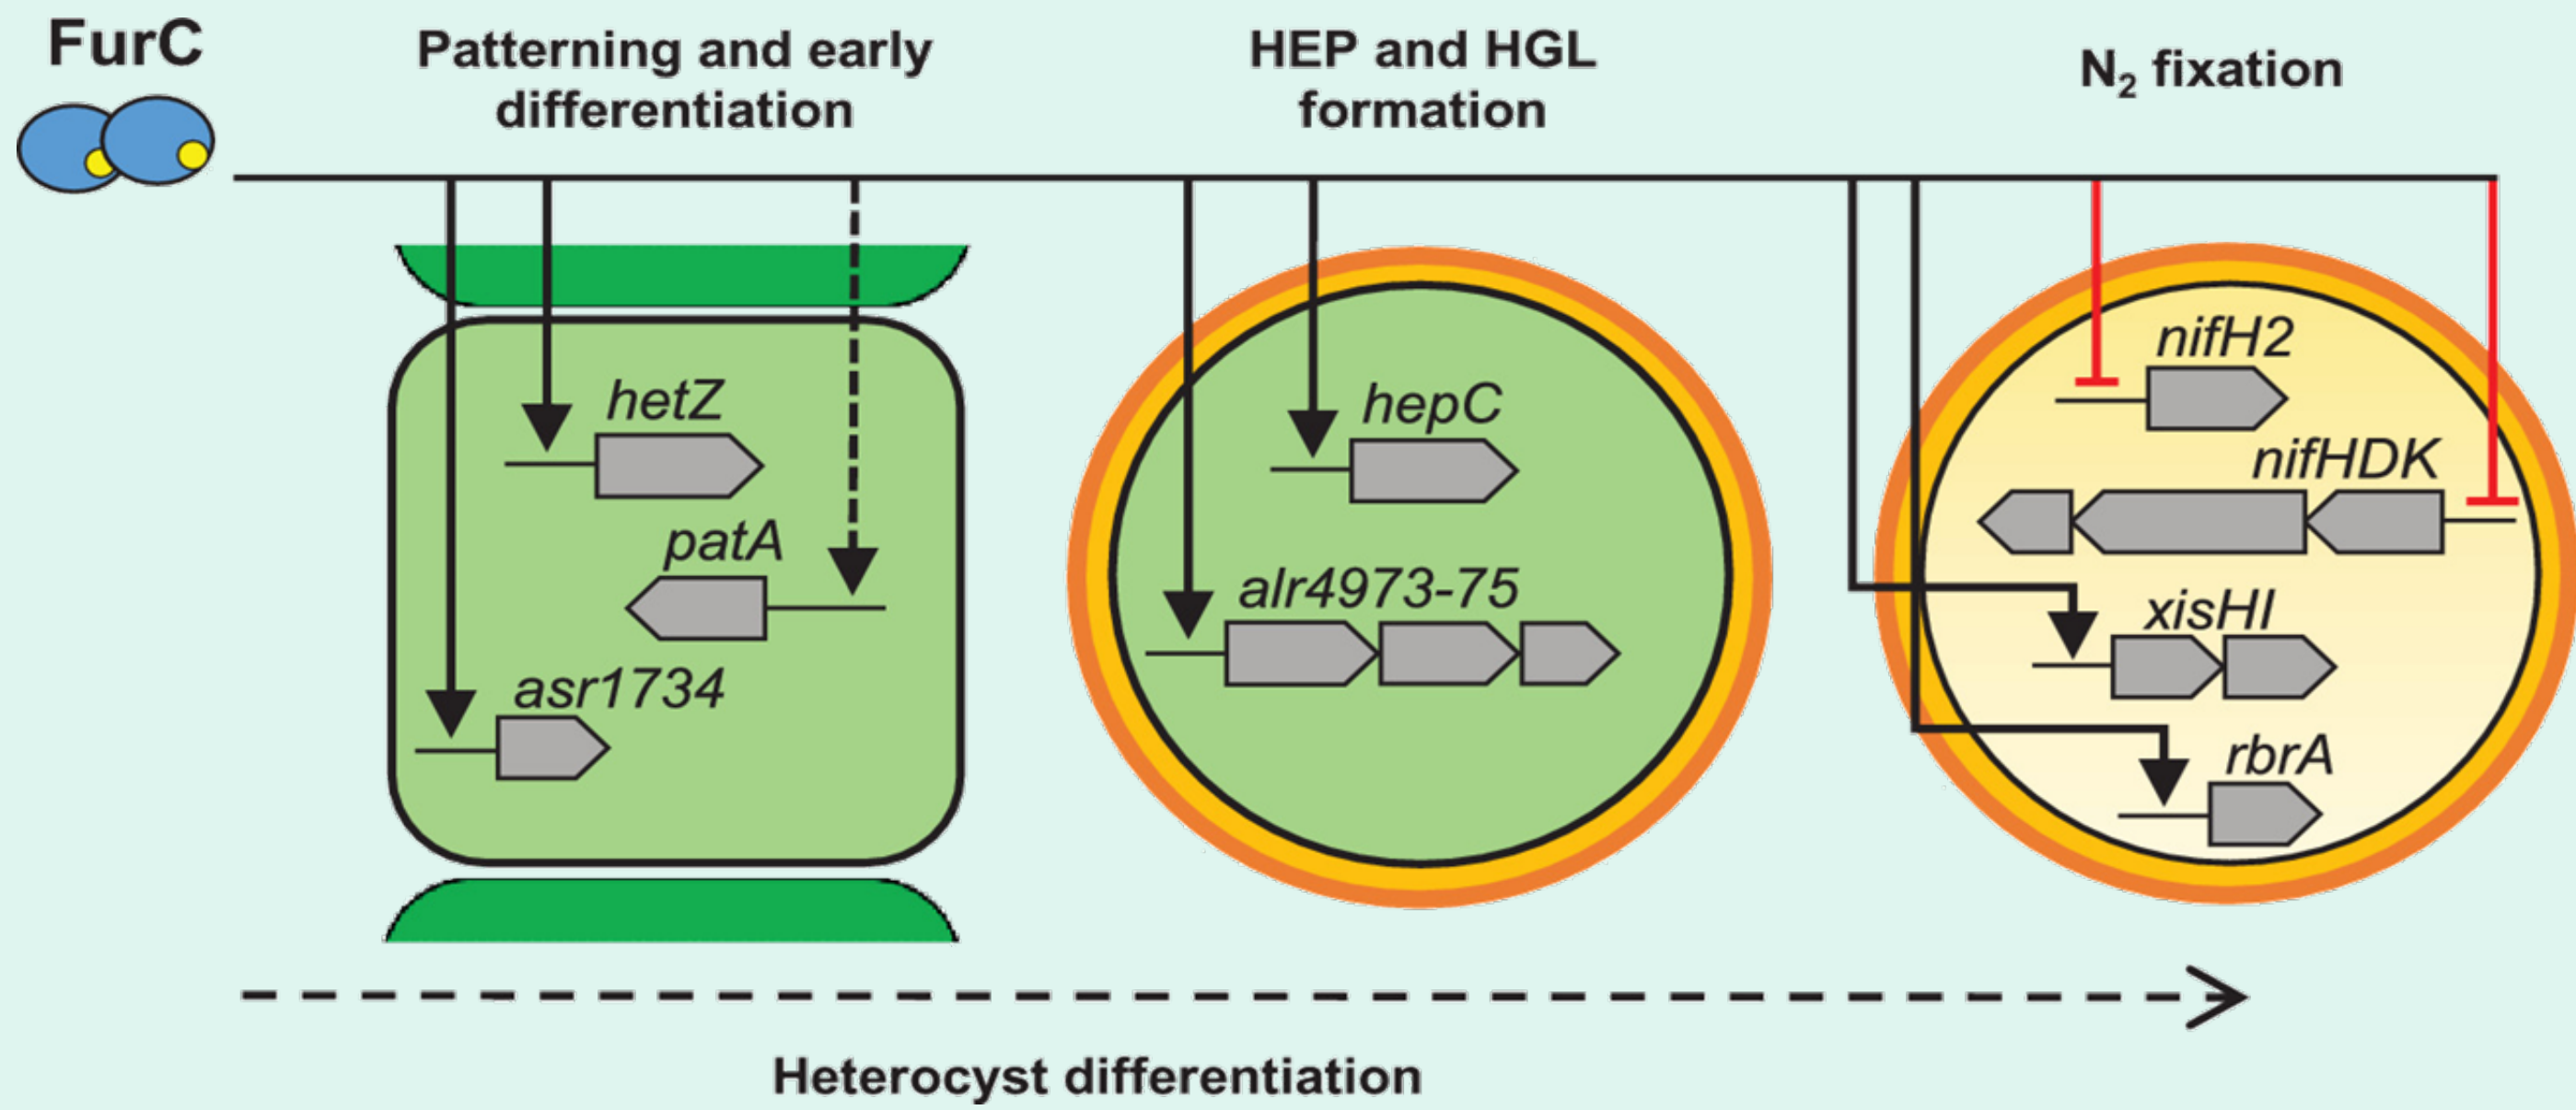 FurC
Patterning and early
differentiation
HEP and HGL
formation
N₂ fixation
hetZ
patA
asr1734
hepC
alr4973-75
nifH2
nifHDK
xisHI
rbrA
Heterocyst differentiation